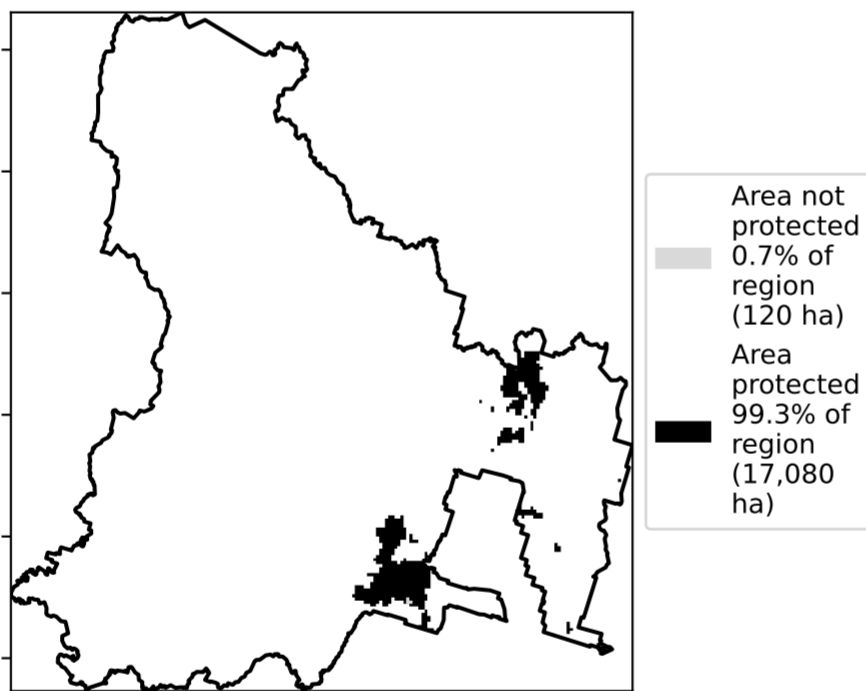 Area not
protected
0.7% of
region
(120 ha)
Area
protected
99.3% of
region
(17,080
ha)